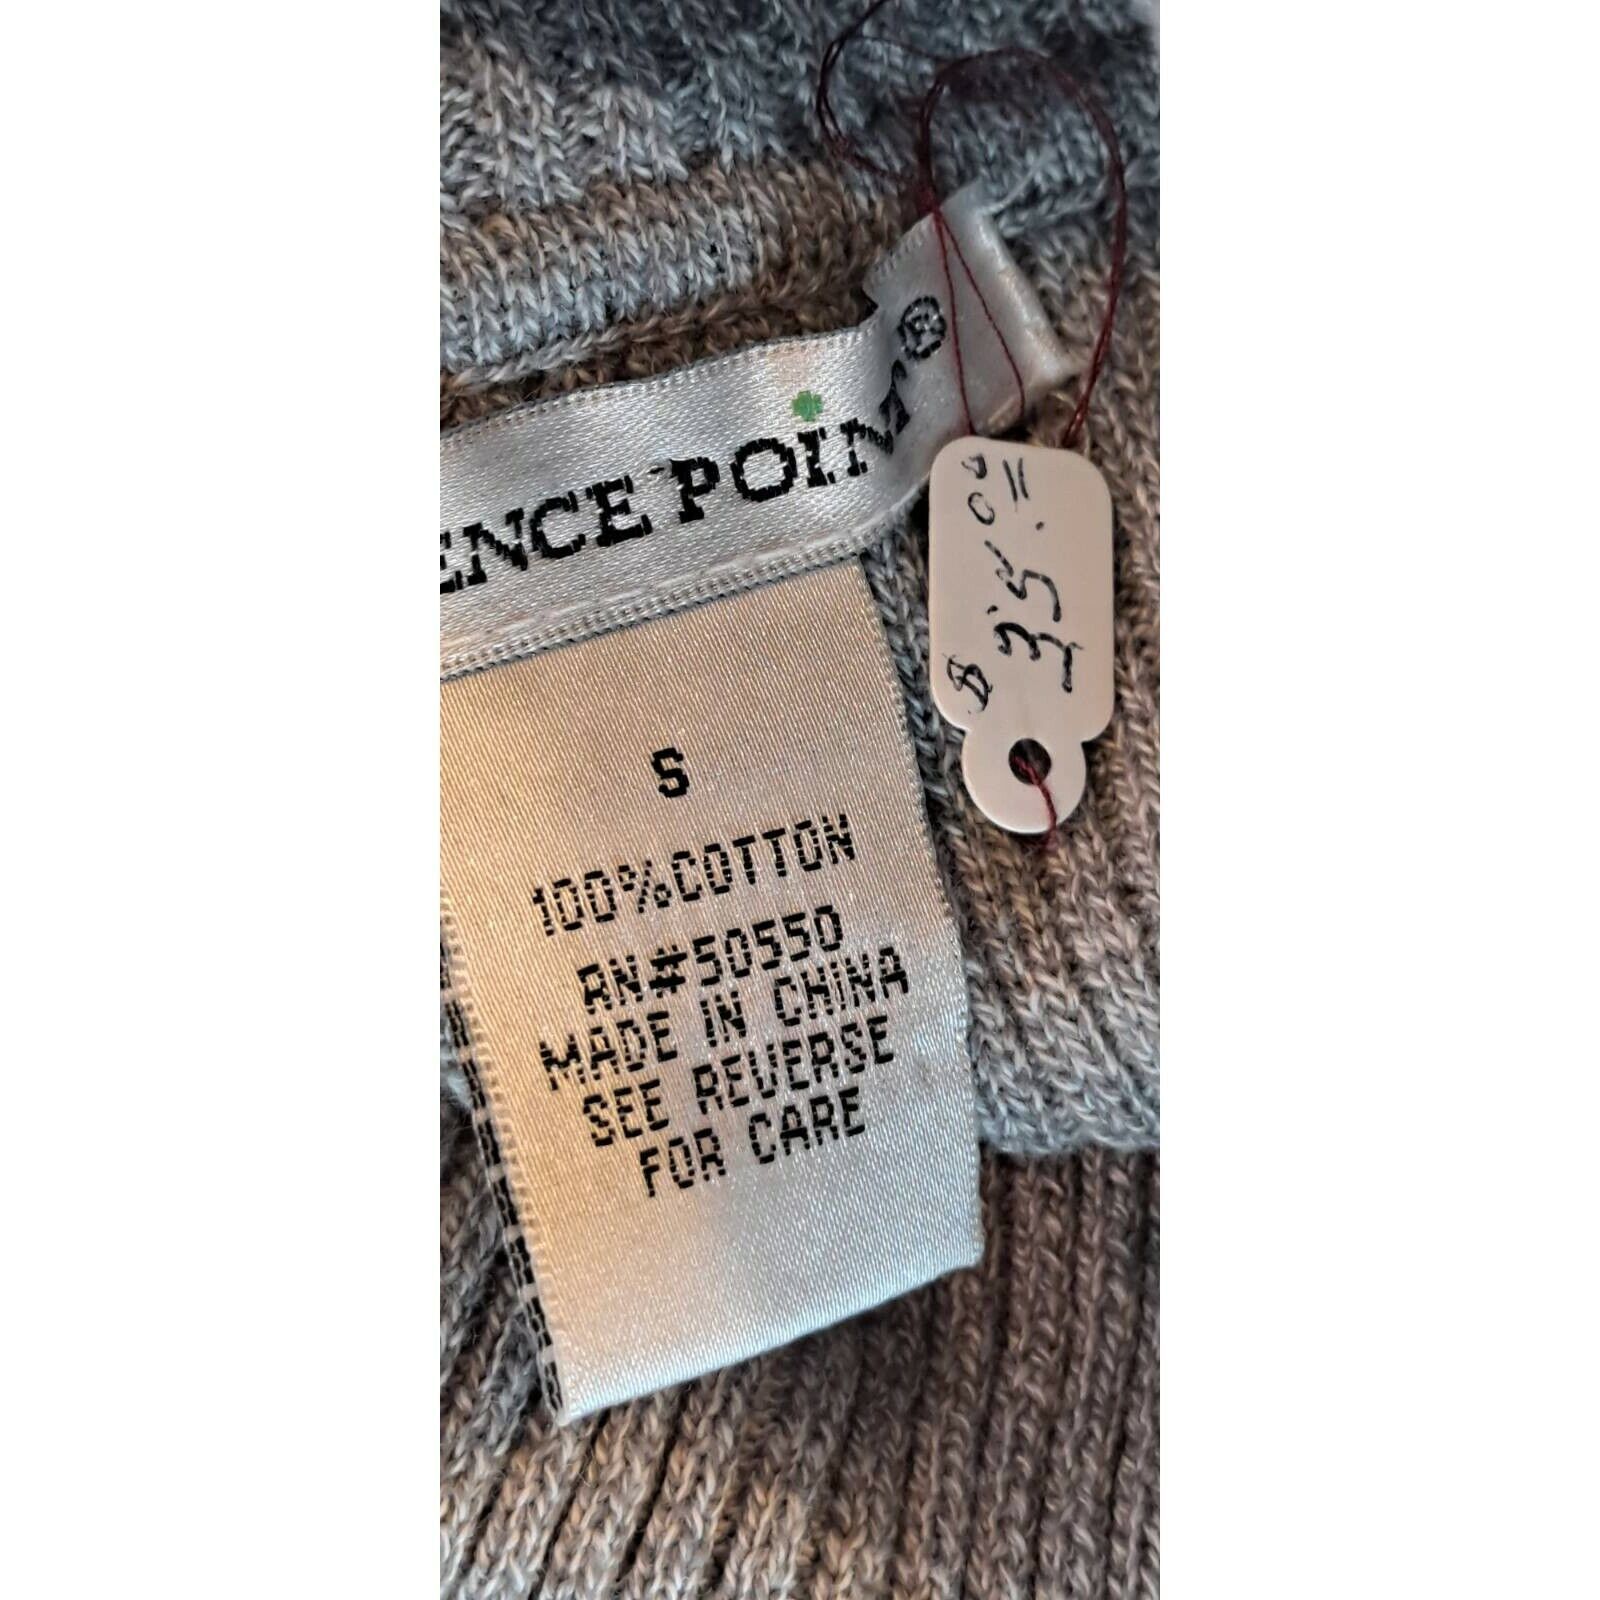 ENCE POINT®
$ 35.00
S
100%COTTON
RN#50550
MADE IN CHINA
SEE REVERSE
FOR CARE